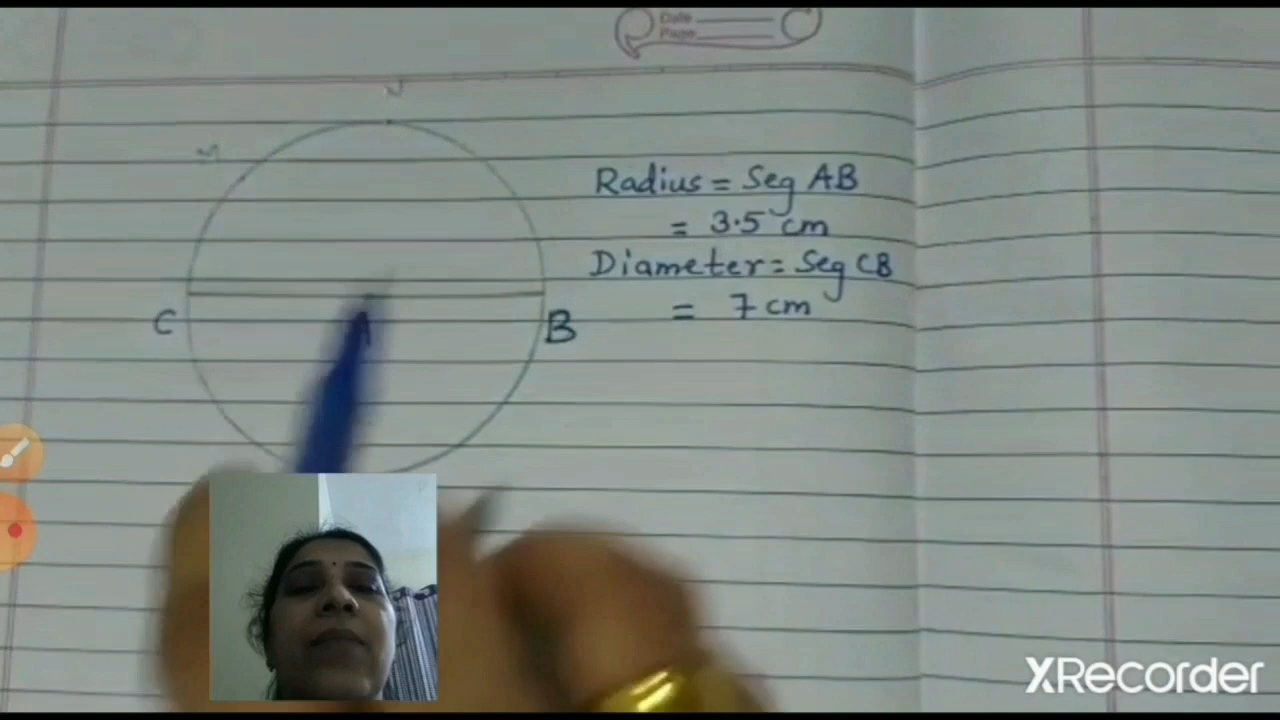 Date
Page
Radius = Seg AB
= 3.5 cm
Diameter = Seg CB
= 7 cm
C
B
XRecorder